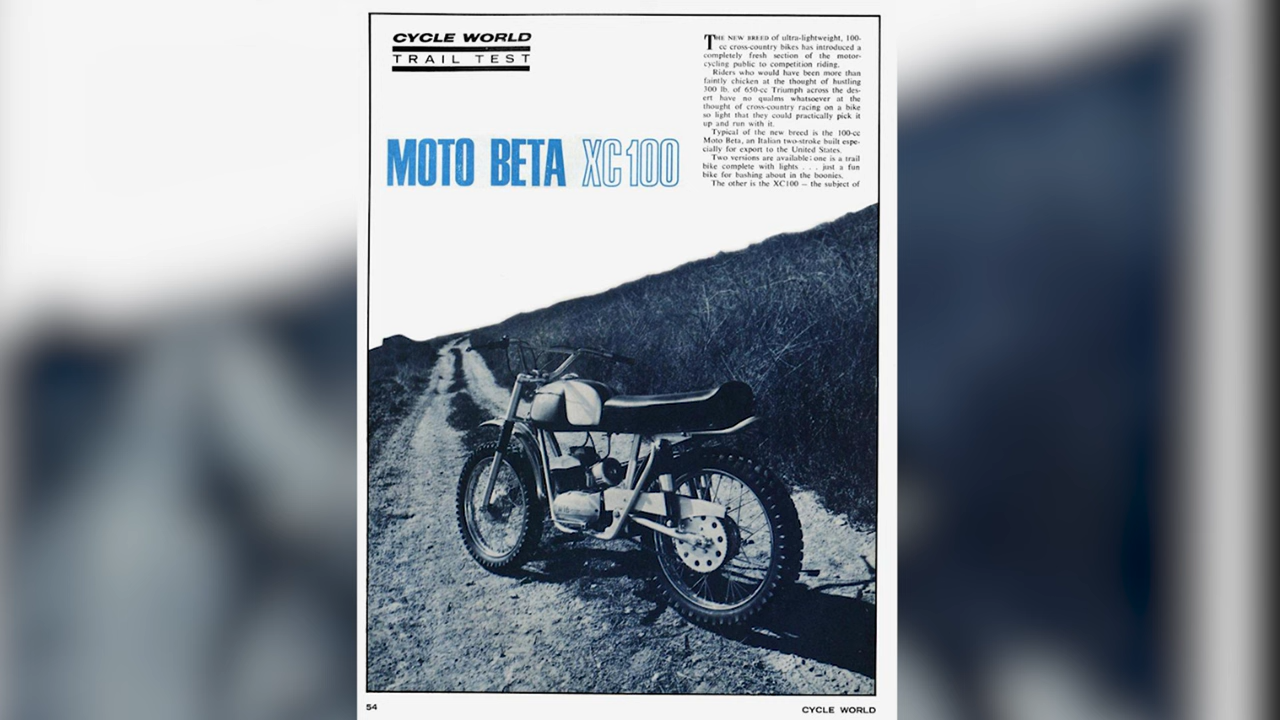 CYCLE WORLD
TRAIL TEST
MOTO BETA XC100
THE NEW BREED of ultra-lightweight, 100-
cc cross-country bikes has introduced a
completely fresh section of the motor-
cycling public to competition riding.
Riders who would have been more than
faintly chicken at the thought of hustling
300 lb. of 650-cc Triumph across the des-
ert have no qualms whatsoever at the
thought of cross-country racing on a bike
so light that they could practically pick it
up and run with it.
Typical of the new breed is the 100-cc
Moto Beta, an Italian two-stroke built espe-
cially for export to the United States.
Two versions are available: one is a trail
bike complete with lights . . . just a fun
bike for bashing about in the boonies.
The other is the XC100 — the subject of
54
CYCLE WORLD